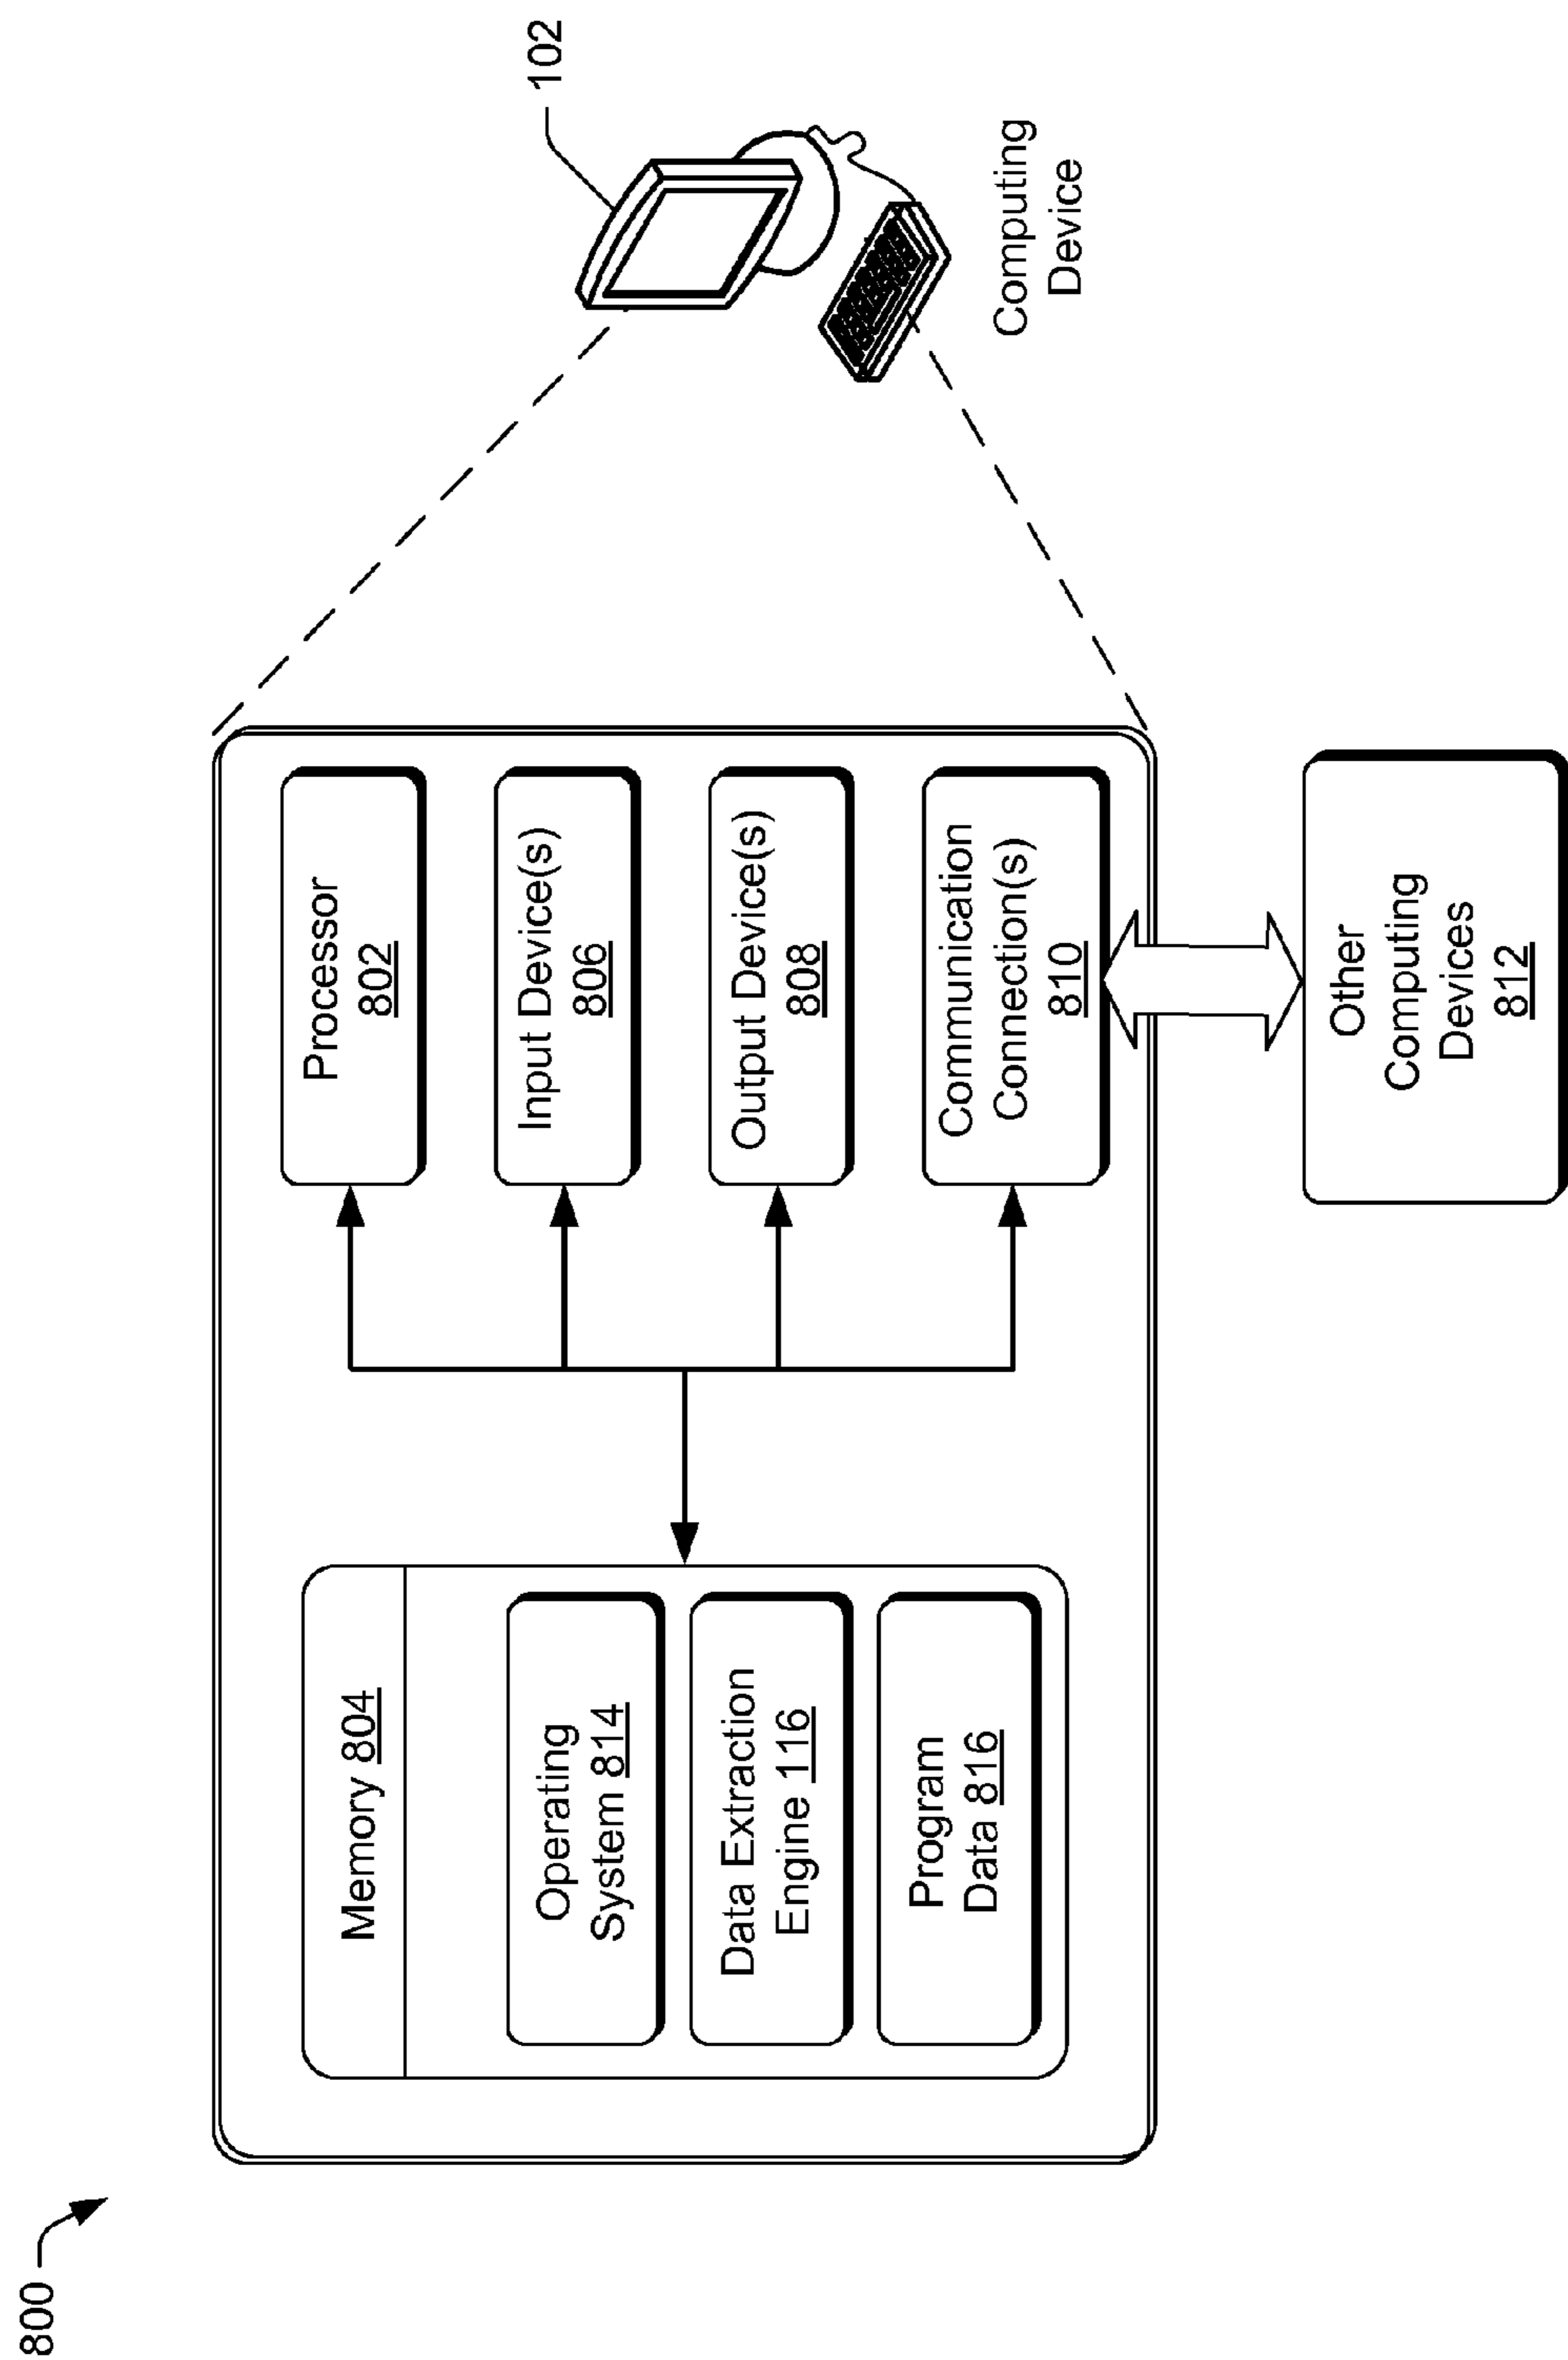 800
102
Computing
Device
Memory 804
Operating
System 814
Data Extraction
Engine 116
Program
Data 816
Processor
802
Input Device(s)
806
Output Device(s)
808
Communication
Connection(s)
810
Other
Computing
Devices
812